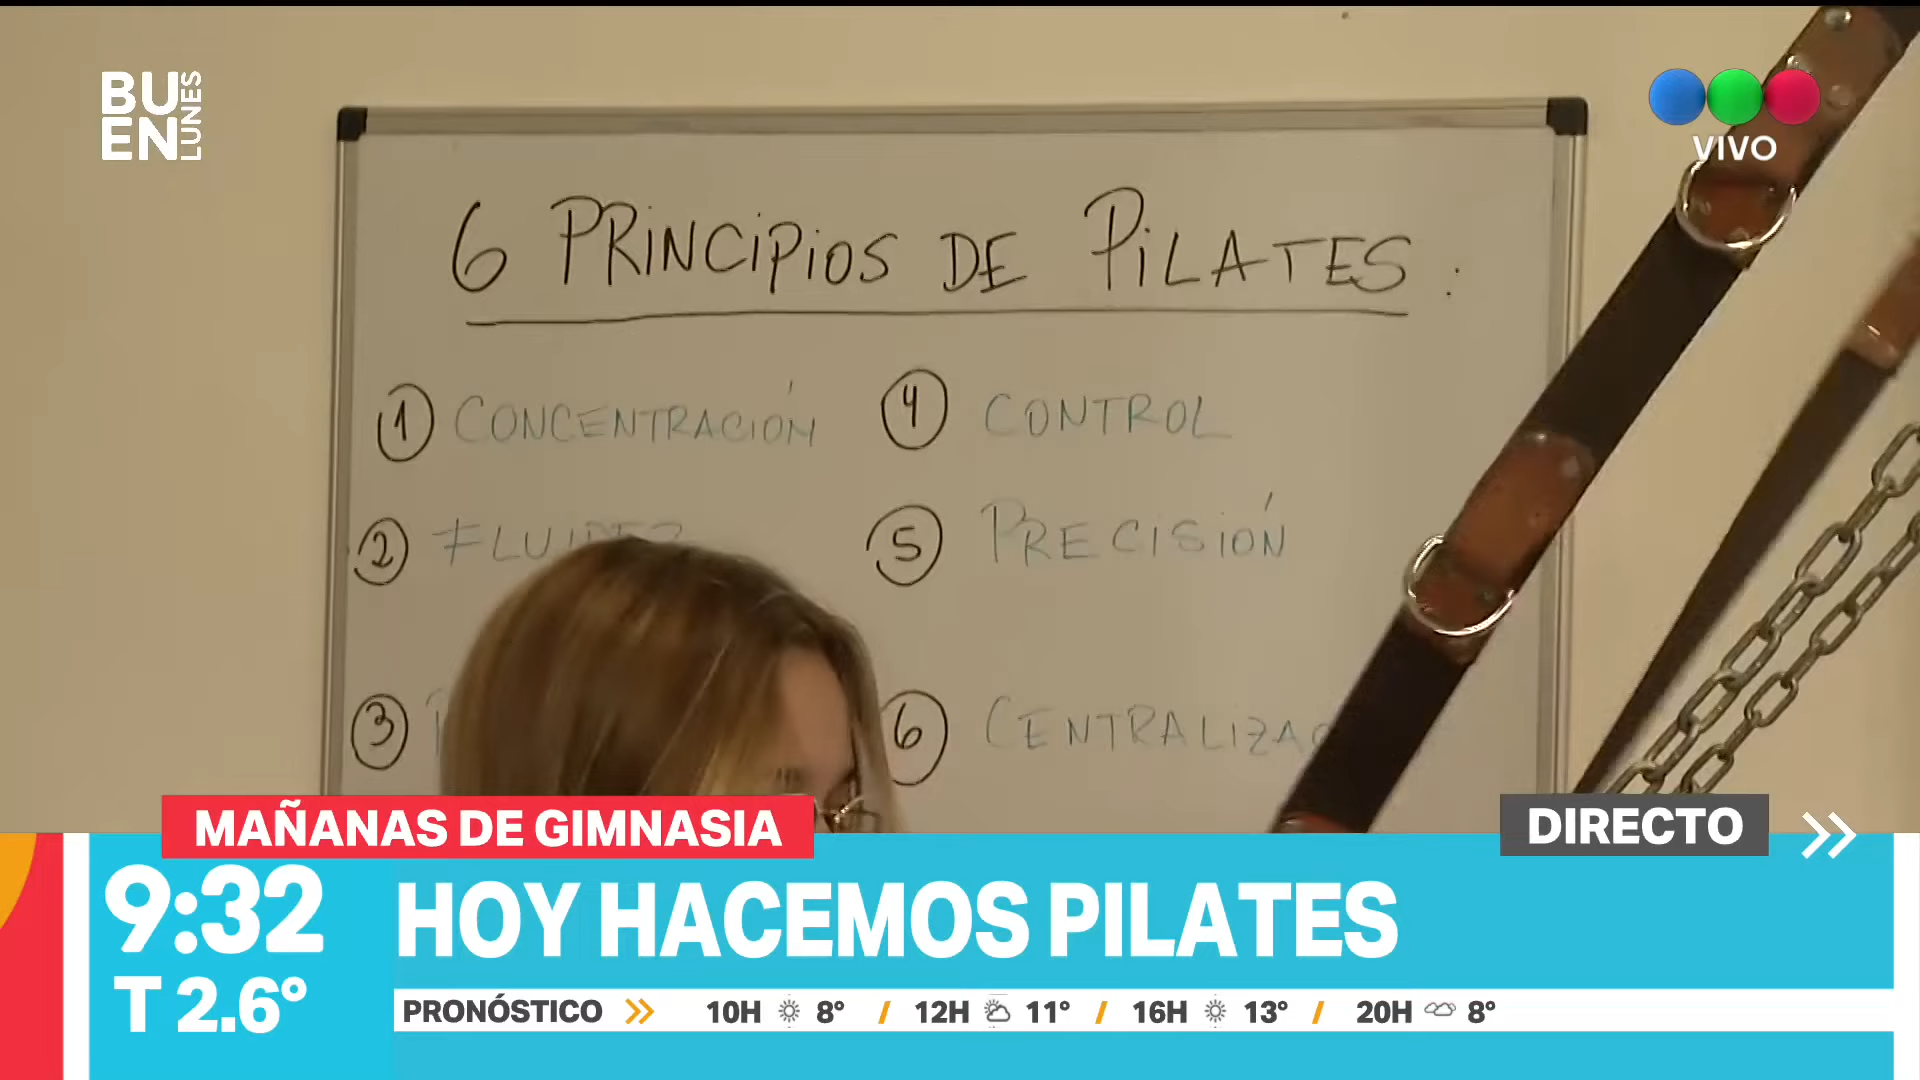 BUEN LUNES
VIVO
6 PRINCIPIOS DE PILATES:
1 CONCENTRACIÓN
4 CONTROL
2 FLUIDEZ
5 PRECISIÓN
3
6
MAÑANAS DE GIMNASIA
DIRECTO
9:32
HOY HACEMOS PILATES
T 2.6°
PRONÓSTICO 10H 8° / 12H 11° / 16H 13° / 20H 8°